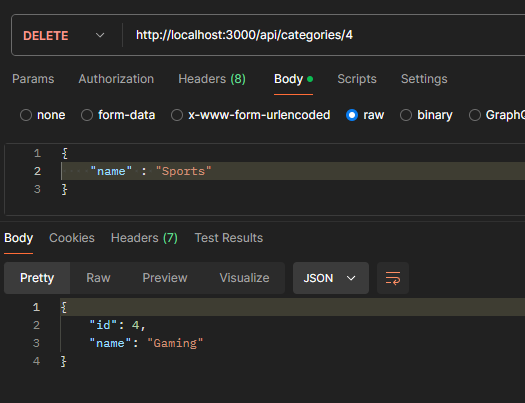 DELETE http://localhost:3000/api/categories/4
Params Authorization Headers (8) Body Scripts Settings
none form-data x-www-form-urlencoded raw binary GraphQ
1 {
2 "name" : "Sports"
3 }
Body Cookies Headers (7) Test Results
Pretty Raw Preview Visualize JSON
1 {
2 "id": 4,
3 "name": "Gaming"
4 }